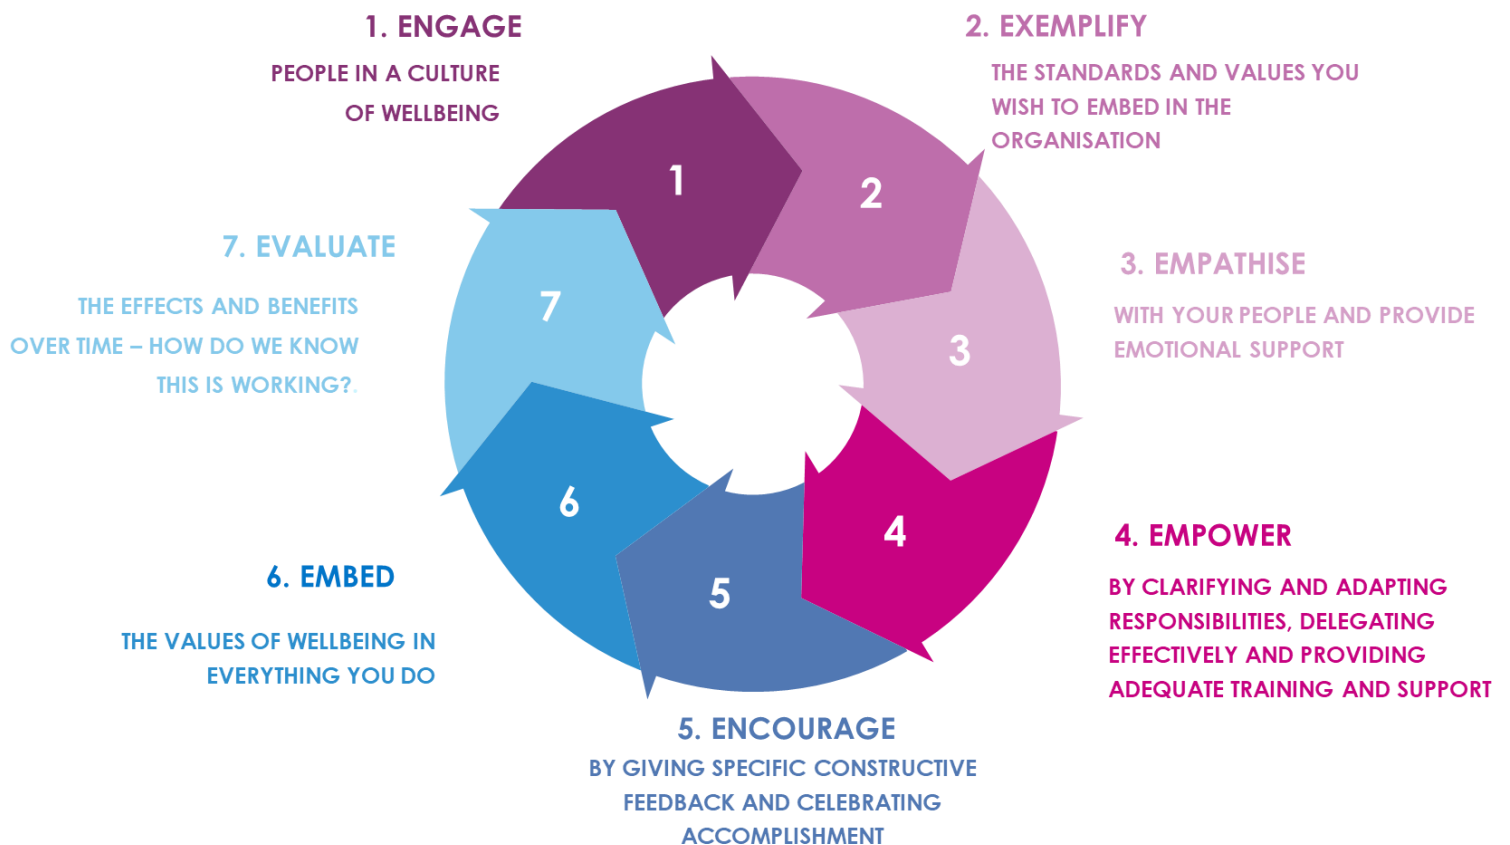 1. ENGAGE
PEOPLE IN A CULTURE
OF WELLBEING
2. EXEMPLIFY
THE STANDARDS AND VALUES YOU
WISH TO EMBED IN THE
ORGANISATION
3. EMPATHISE
WITH YOUR PEOPLE AND PROVIDE
EMOTIONAL SUPPORT
4. EMPOWER
BY CLARIFYING AND ADAPTING
RESPONSIBILITIES, DELEGATING
EFFECTIVELY AND PROVIDING
ADEQUATE TRAINING AND SUPPORT
5. ENCOURAGE
BY GIVING SPECIFIC CONSTRUCTIVE
FEEDBACK AND CELEBRATING
ACCOMPLISHMENT
6. EMBED
THE VALUES OF WELLBEING IN
EVERYTHING YOU DO
7. EVALUATE
THE EFFECTS AND BENEFITS
OVER TIME – HOW DO WE KNOW
THIS IS WORKING?.
1
2
3
4
5
6
7